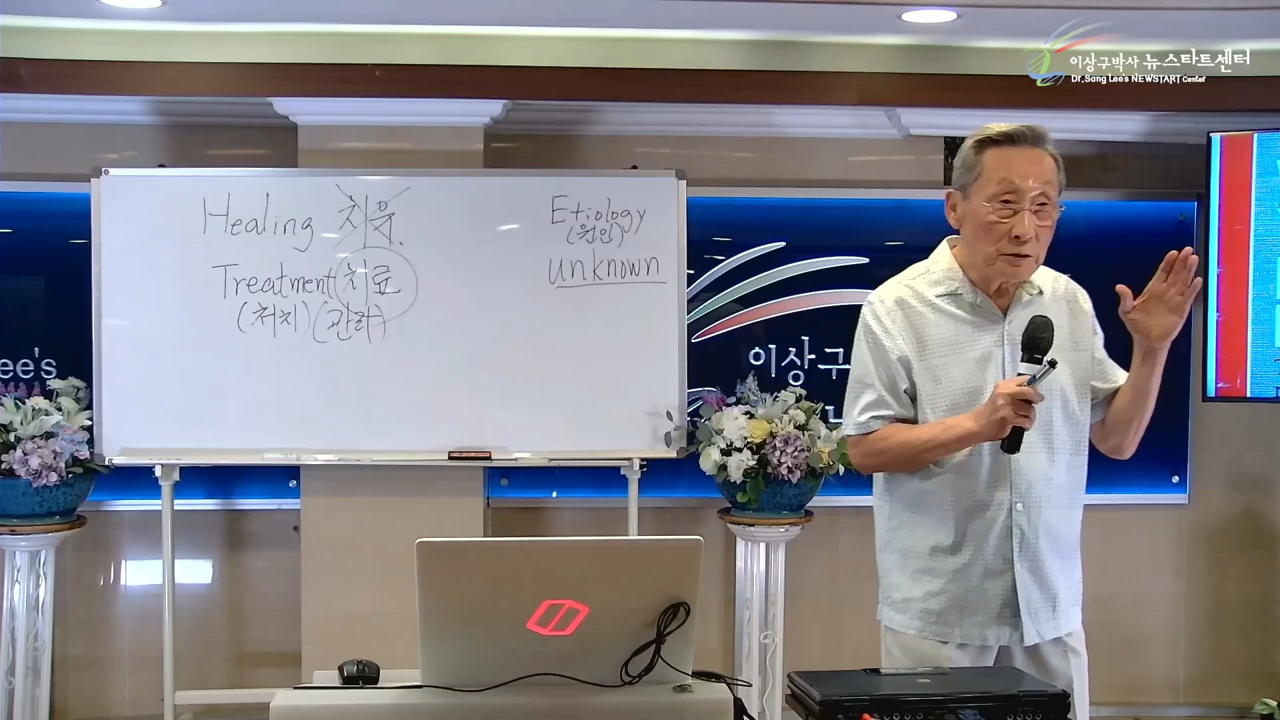 이상구박사 뉴스타트센터
Dr.Sang Lee's NEWSTART Center
Healing 치유.
Treatment(치료
(처치)(관리)
Etiology
(원인)
unknown
ee's
이상구